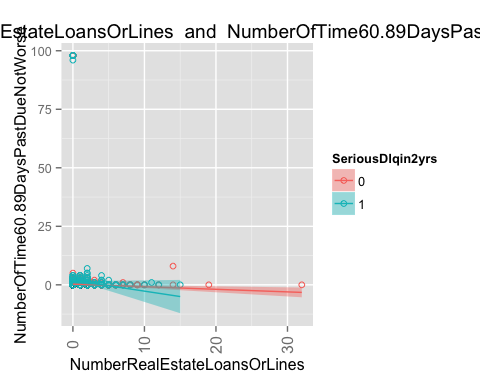 EstateLoansOrLines and NumberOfTime60.89DaysPas
NumberOfTime60.89DaysPastDueNotWorse
100
75
50
25
0
0
10
20
30
NumberRealEstateLoansOrLines
SeriousDlqin2yrs
0
1